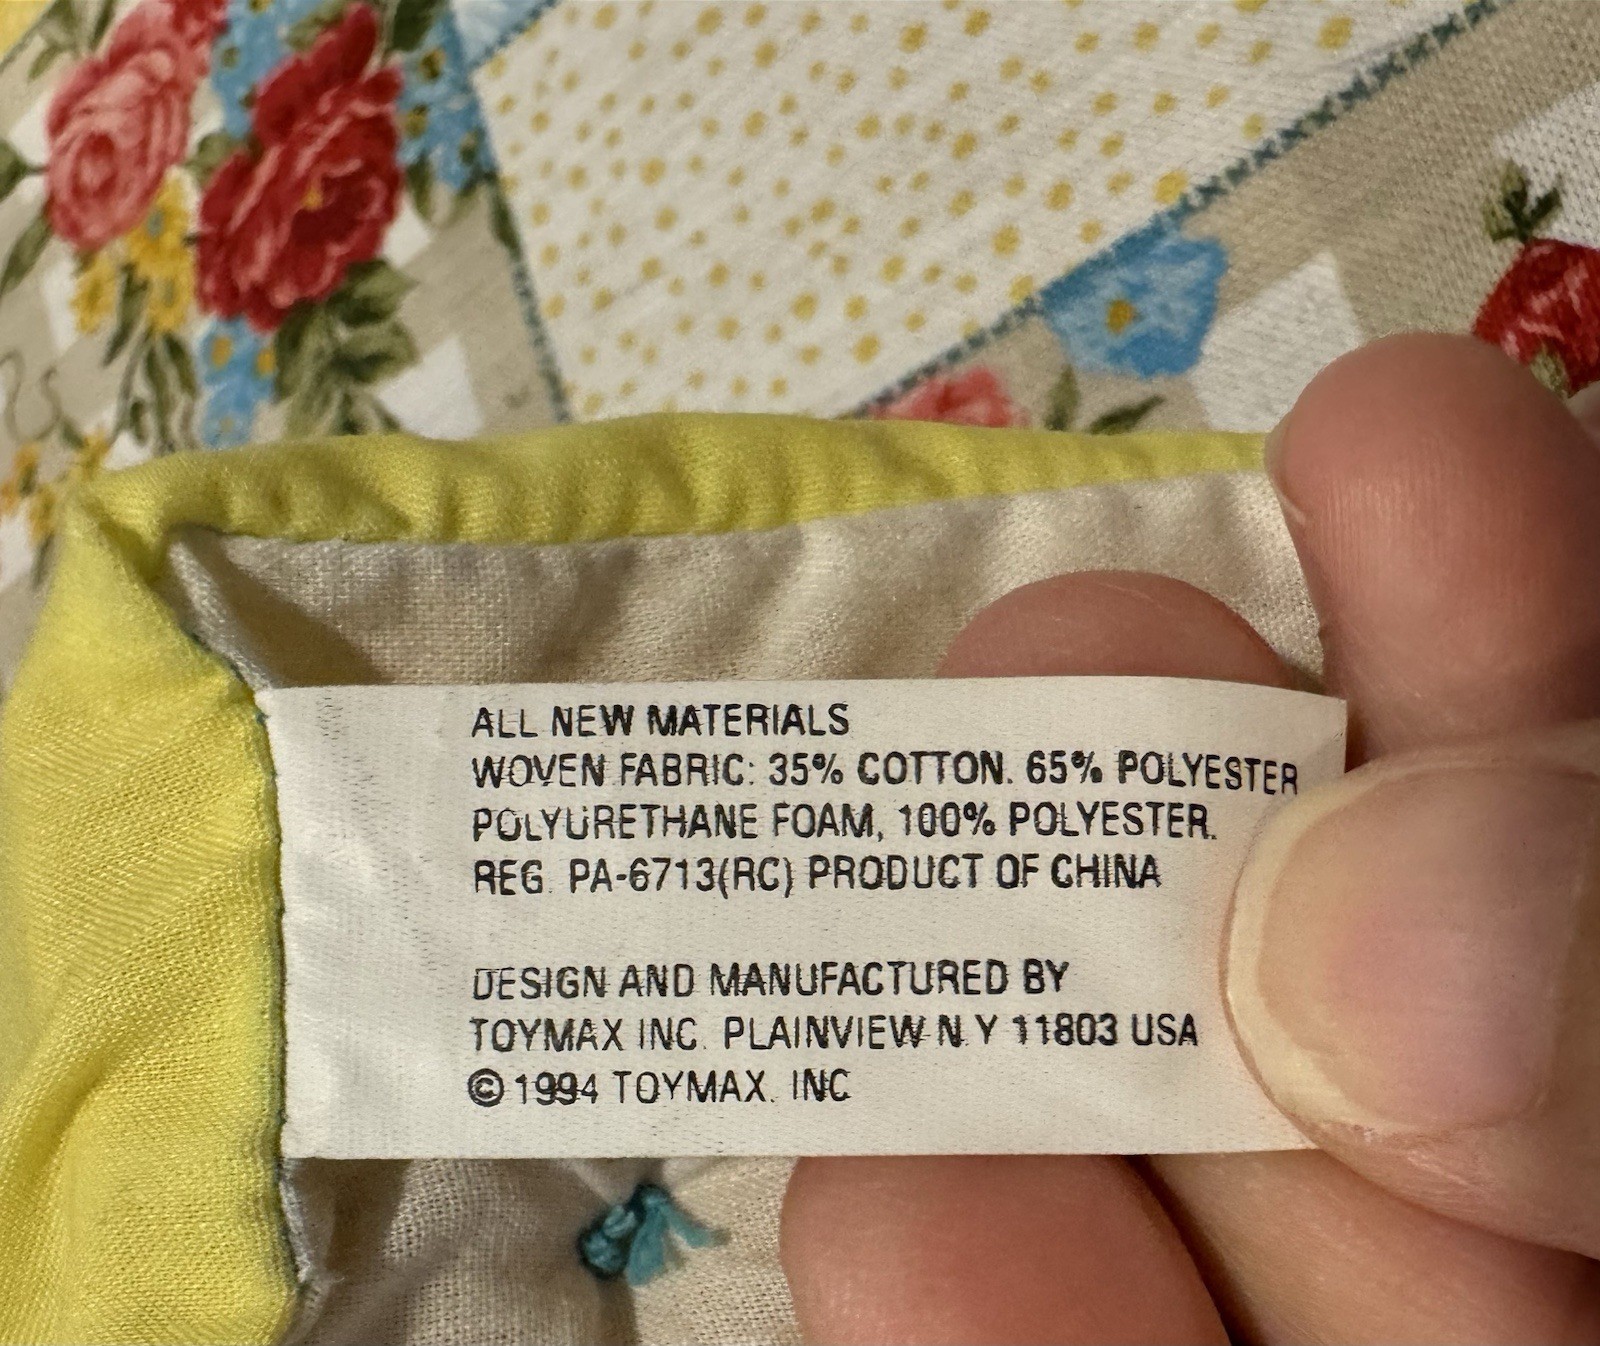 ALL NEW MATERIALS
WOVEN FABRIC: 35% COTTON. 65% POLYESTER
POLYURETHANE FOAM, 100% POLYESTER.
REG. PA-6713(RC) PRODUCT OF CHINA
DESIGN AND MANUFACTURED BY
TOYMAX INC. PLAINVIEW N.Y 11803 USA
© 1994 TOYMAX. INC